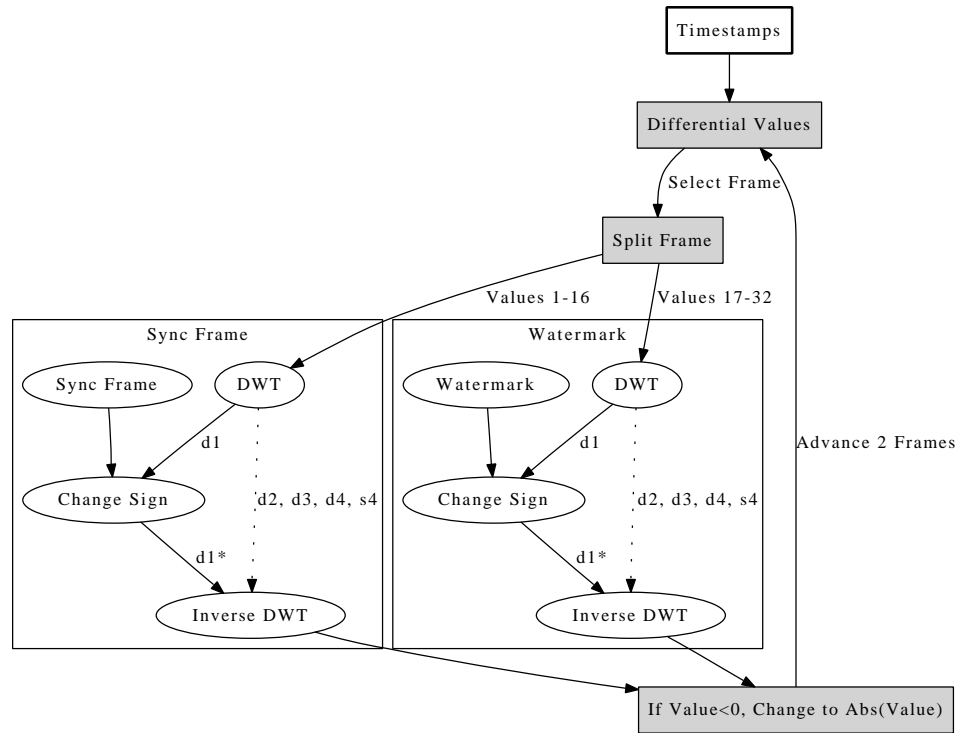 Timestamps
Differential Values
Select Frame
Split Frame
Values 1-16
Values 17-32
Sync Frame
Watermark
Sync Frame
DWT
Watermark
DWT
d1
d1
Advance 2 Frames
Change Sign
d2, d3, d4, s4
Change Sign
d2, d3, d4, s4
d1*
d1*
Inverse DWT
Inverse DWT
If Value<0, Change to Abs(Value)